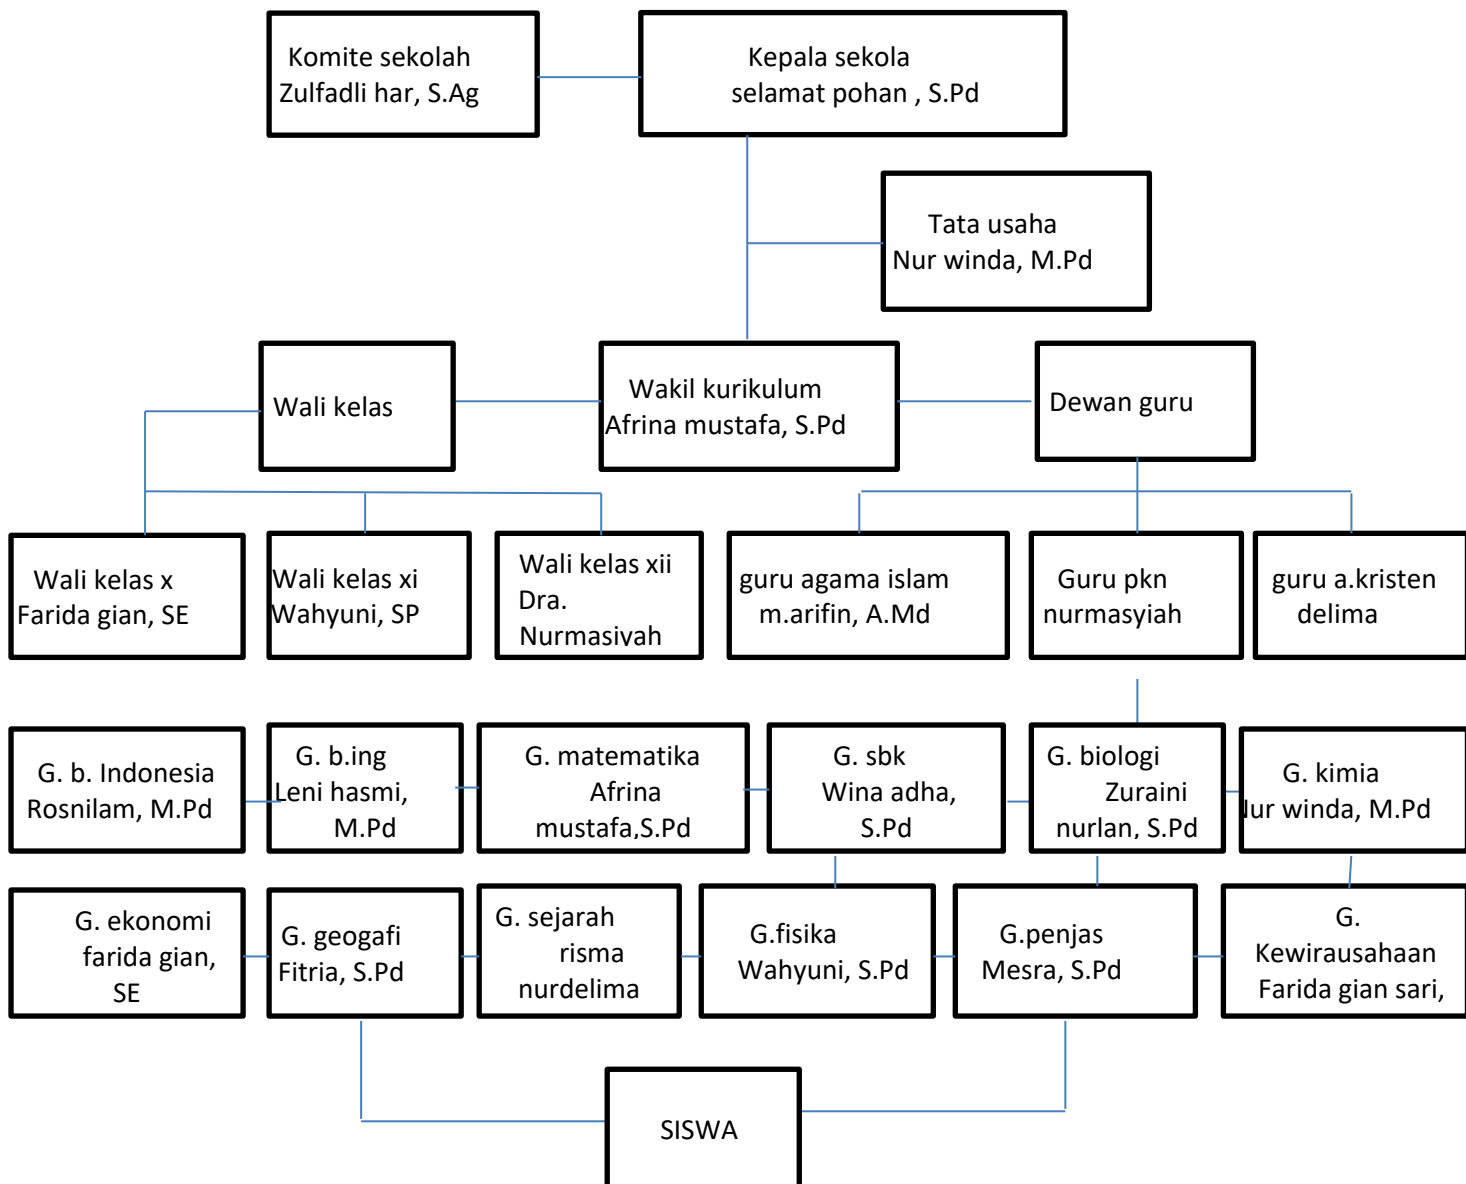 Komite sekolah
Zulfadli har, S.Ag
Kepala sekola
selamat pohan , S.Pd
Tata usaha
Nur winda, M.Pd
Wali kelas
Wakil kurikulum
Afrina mustafa, S.Pd
Dewan guru
Wali kelas x
Farida gian, SE
Wali kelas xi
Wahyuni, SP
Wali kelas xii
Dra.
Nurmasiyah
guru agama islam
m.arifin, A.Md
Guru pkn
nurmasyiah
guru a.kristen
delima
G. b. Indonesia
Rosnilam, M.Pd
G. b.ing
Leni hasmi,
M.Pd
G. matematika
Afrina
mustafa,S.Pd
G. sbk
Wina adha,
S.Pd
G. biologi
Zuraini
nurlan, S.Pd
G. kimia
Nur winda, M.Pd
G. ekonomi
farida gian,
SE
G. geogafi
Fitria, S.Pd
G. sejarah
risma
nurdelima
G.fisika
Wahyuni, S.Pd
G.penjas
Mesra, S.Pd
G.
Kewirausahaan
Farida gian sari,
SISWA